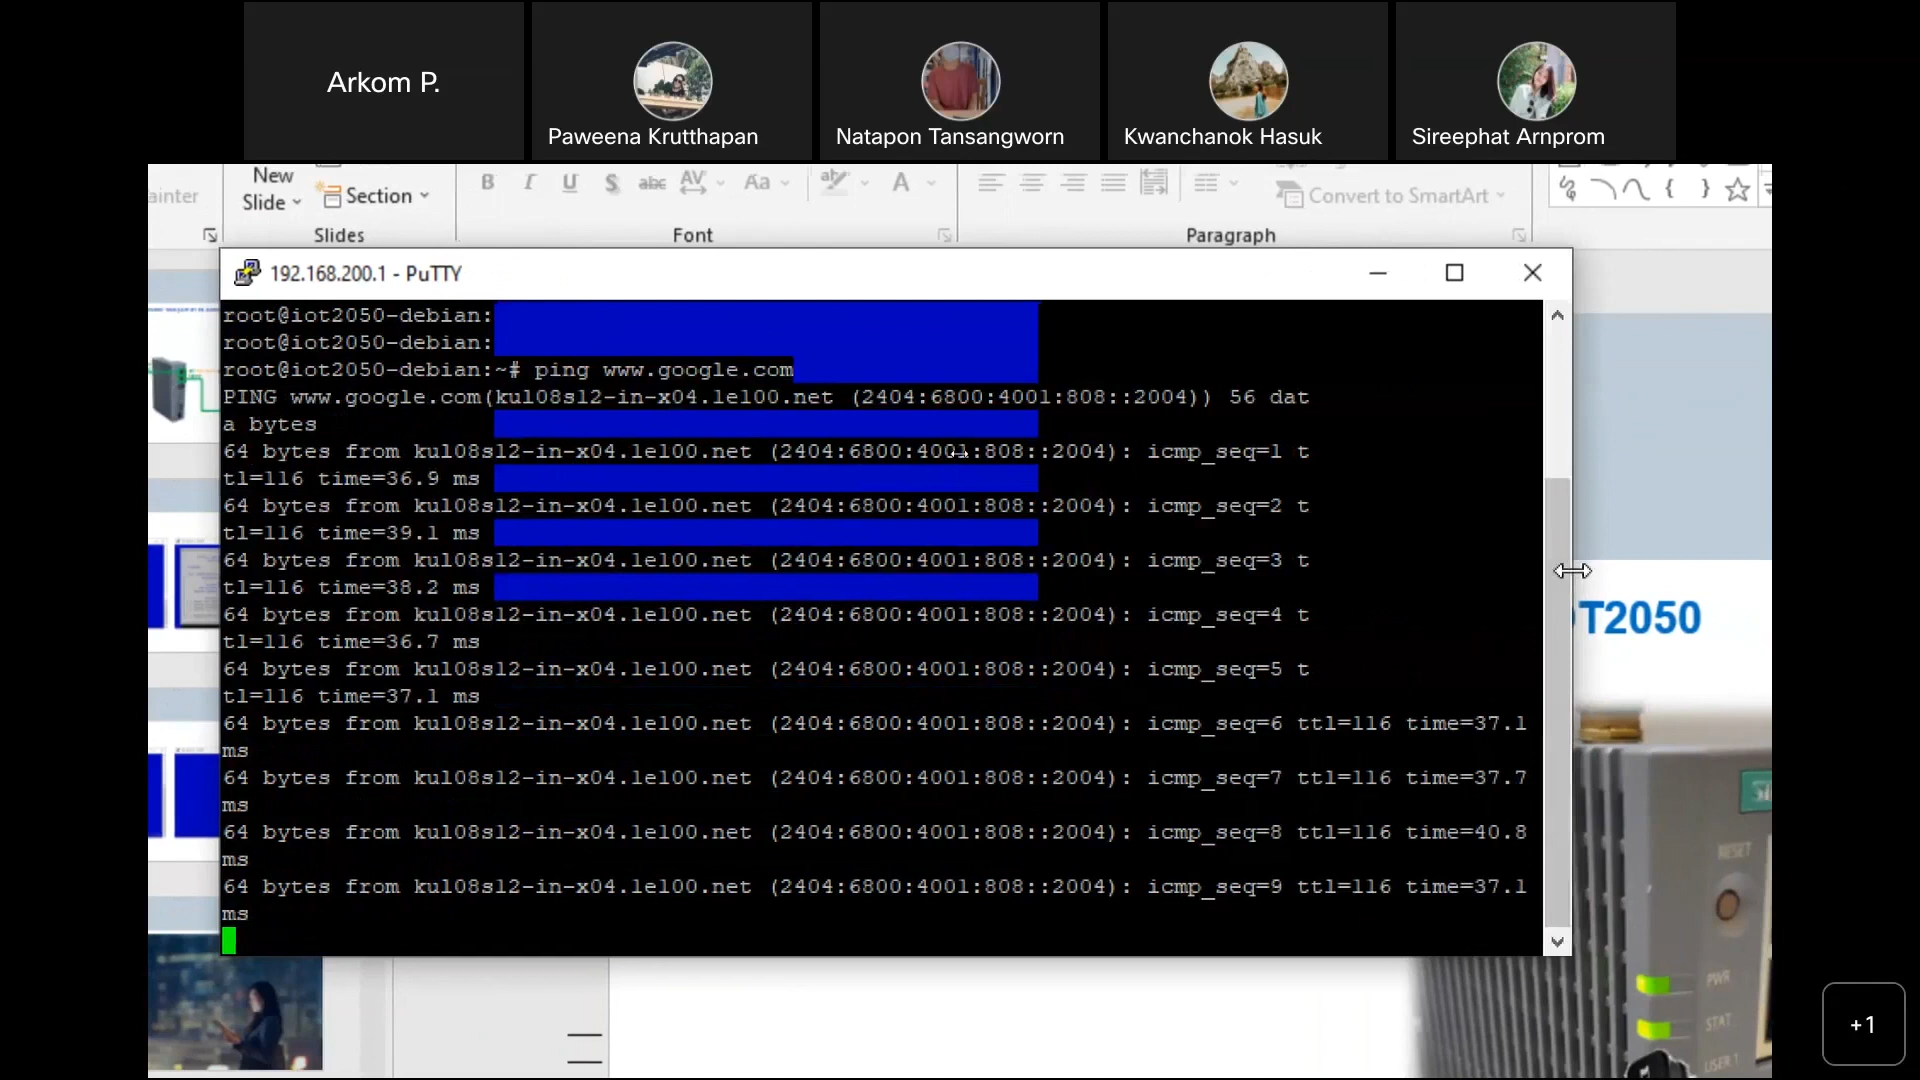 Arkom P.
Paweena Krutthapan
Natapon Tansangworn
Kwanchanok Hasuk
Sireephat Arnprom
ainter
New
Slide
Section
Slides
B I U S abc AV Aa
A
Font
Convert to SmartArt
Paragraph
192.168.200.1 - PuTTY
root@iot2050-debian:
root@iot2050-debian:
root@iot2050-debian:~# ping www.google.com
PING www.google.com(kul08s12-in-x04.1e100.net (2404:6800:4001:808::2004)) 56 dat
a bytes
64 bytes from kul08s12-in-x04.1e100.net (2404:6800:4001:808::2004): icmp_seq=1 t
tl=116 time=36.9 ms
64 bytes from kul08s12-in-x04.1e100.net (2404:6800:4001:808::2004): icmp_seq=2 t
tl=116 time=39.1 ms
64 bytes from kul08s12-in-x04.1e100.net (2404:6800:4001:808::2004): icmp_seq=3 t
tl=116 time=38.2 ms
64 bytes from kul08s12-in-x04.1e100.net (2404:6800:4001:808::2004): icmp_seq=4 t
tl=116 time=36.7 ms
64 bytes from kul08s12-in-x04.1e100.net (2404:6800:4001:808::2004): icmp_seq=5 t
tl=116 time=37.1 ms
64 bytes from kul08s12-in-x04.1e100.net (2404:6800:4001:808::2004): icmp_seq=6 ttl=116 time=37.1
ms
64 bytes from kul08s12-in-x04.1e100.net (2404:6800:4001:808::2004): icmp_seq=7 ttl=116 time=37.7
ms
64 bytes from kul08s12-in-x04.1e100.net (2404:6800:4001:808::2004): icmp_seq=8 ttl=116 time=40.8
ms
64 bytes from kul08s12-in-x04.1e100.net (2404:6800:4001:808::2004): icmp_seq=9 ttl=116 time=37.1
ms
OT2050
RESET
PWR
STAT
USER 1
+1